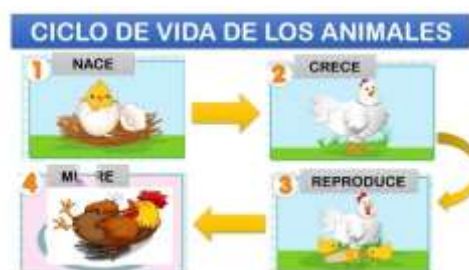 CICLO DE VIDA DE LOS ANIMALES
1 NACE
2 CRECE
3 REPRODUCE
4